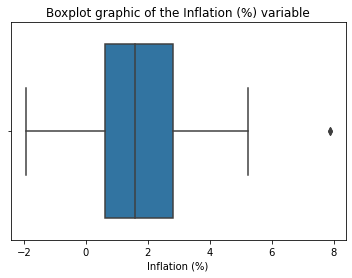 Boxplot graphic of the Inflation (%) variable
−2 0 2 4 6 8
Inflation (%)